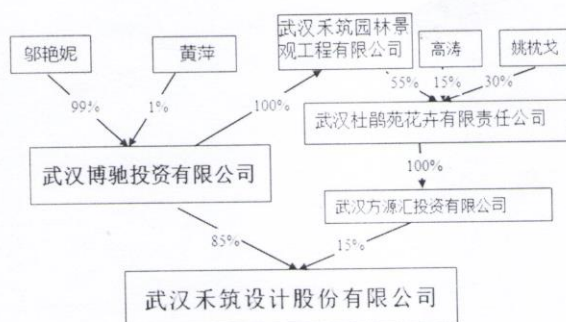 邬艳妮
黄萍
武汉禾筑园林景
观工程有限公司
高涛
姚枕戈
99%
1%
100%
55%
15%
30%
武汉杜鹃苑花卉有限责任公司
武汉博驰投资有限公司
100%
武汉方源汇投资有限公司
85%
15%
武汉禾筑设计股份有限公司